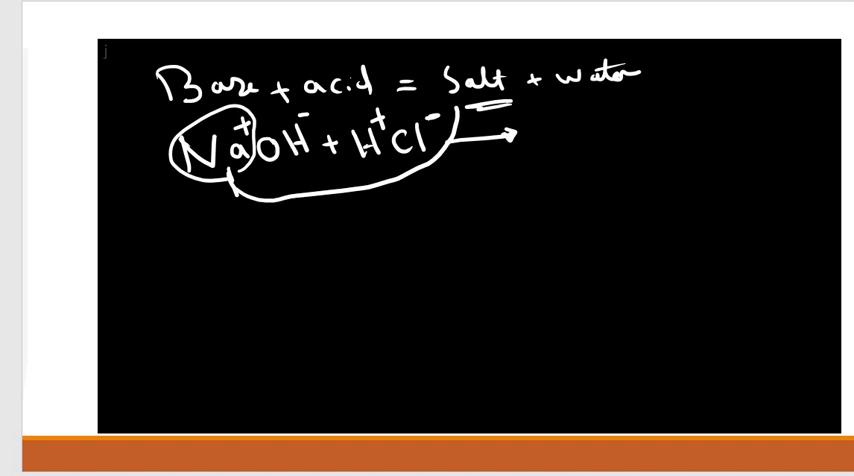 j
Base + acid = Salt + water
Na⁺OH⁻ + H⁺Cl⁻ →